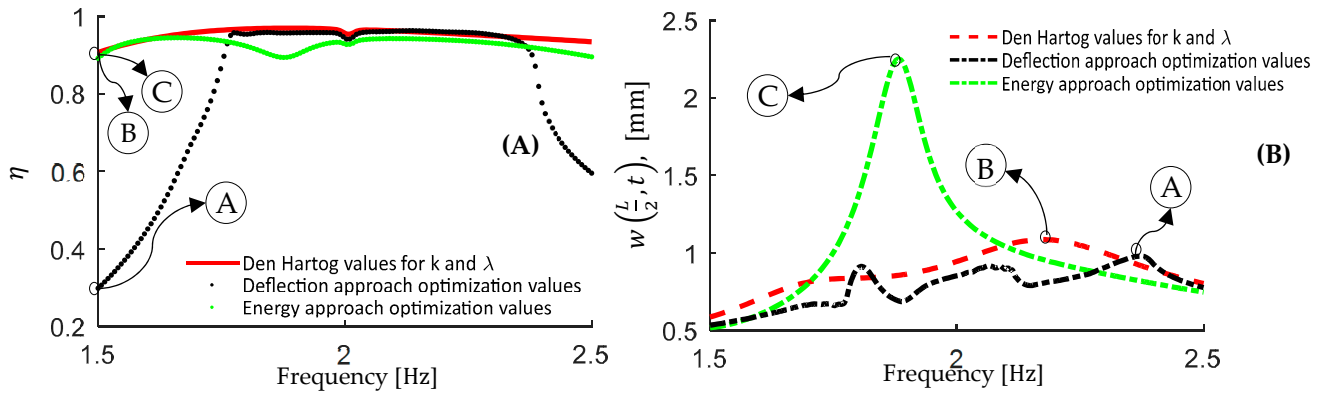 1
0.8
0.6
0.4
0.2
η
1.5
2
2.5
Frequency [Hz]
(A)
C
B
A
Den Hartog values for k and λ
Deflection approach optimization values
Energy approach optimization values
2.5
2
1.5
1
0.5
w(L/2, t), [mm]
1.5
2
2.5
Frequency [Hz]
(B)
C
B
A
Den Hartog values for k and λ
Deflection approach optimization values
Energy approach optimization values